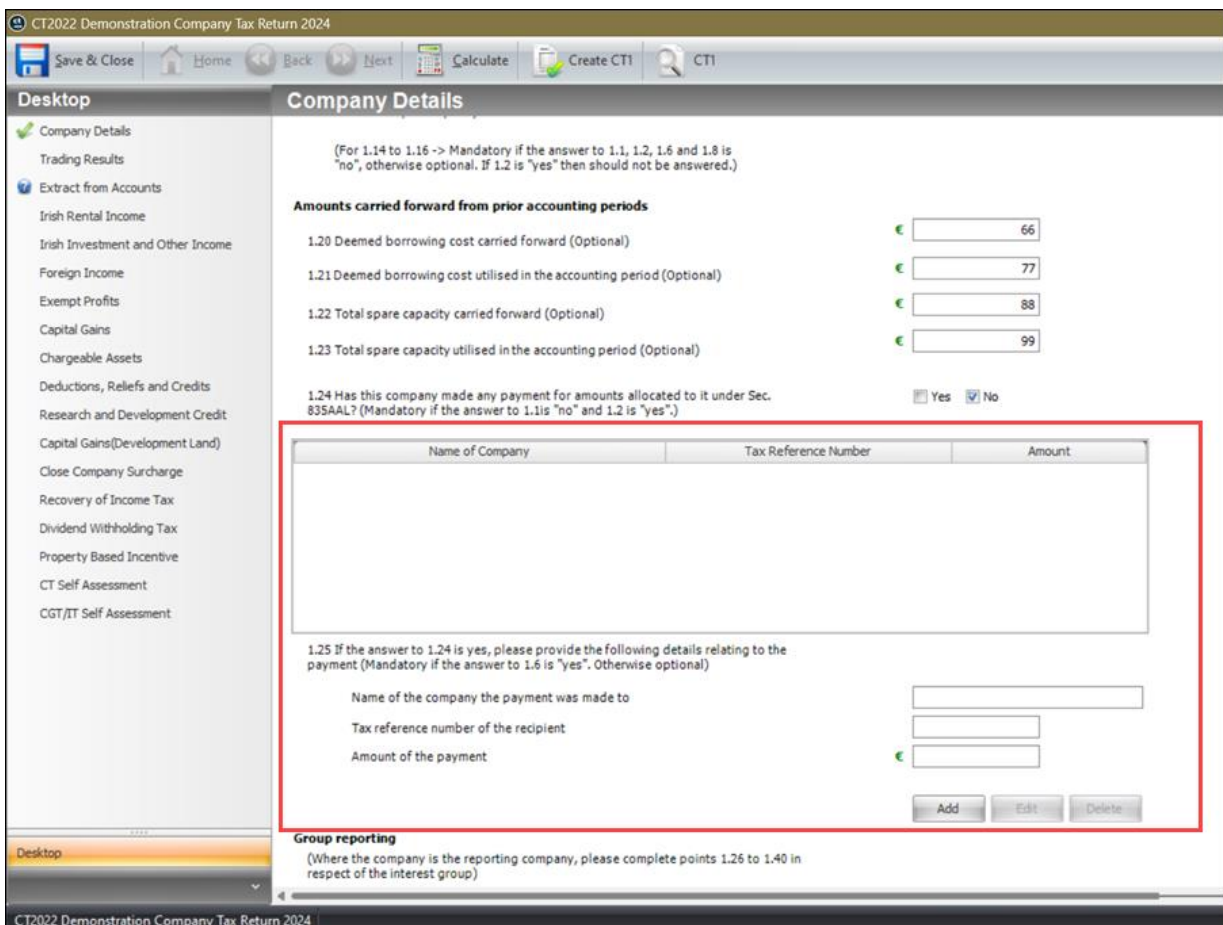 CT2022 Demonstration Company Tax Return 2024
Save & Close Home Back Next Calculate Create CT1 CT1
Desktop
Company Details
Trading Results
Extract from Accounts
Irish Rental Income
Irish Investment and Other Income
Foreign Income
Exempt Profits
Capital Gains
Chargeable Assets
Deductions, Reliefs and Credits
Research and Development Credit
Capital Gains(Development Land)
Close Company Surcharge
Recovery of Income Tax
Dividend Withholding Tax
Property Based Incentive
CT Self Assessment
CGT/IT Self Assessment
Desktop
Company Details
(For 1.14 to 1.16 -> Mandatory if the answer to 1.1, 1.2, 1.6 and 1.8 is
"no", otherwise optional. If 1.2 is "yes" then should not be answered.)
Amounts carried forward from prior accounting periods
1.20 Deemed borrowing cost carried forward (Optional) € 66
1.21 Deemed borrowing cost utilised in the accounting period (Optional) € 77
1.22 Total spare capacity carried forward (Optional) € 88
1.23 Total spare capacity utilised in the accounting period (Optional) € 99
1.24 Has this company made any payment for amounts allocated to it under Sec. Yes No
835AAL? (Mandatory if the answer to 1.1is "no" and 1.2 is "yes".)
Name of Company Tax Reference Number Amount
1.25 If the answer to 1.24 is yes, please provide the following details relating to the
payment (Mandatory if the answer to 1.6 is "yes". Otherwise optional)
Name of the company the payment was made to
Tax reference number of the recipient
Amount of the payment €
Add Edit Delete
Group reporting
(Where the company is the reporting company, please complete points 1.26 to 1.40 in
respect of the interest group)
CT2022 Demonstration Company Tax Return 2024